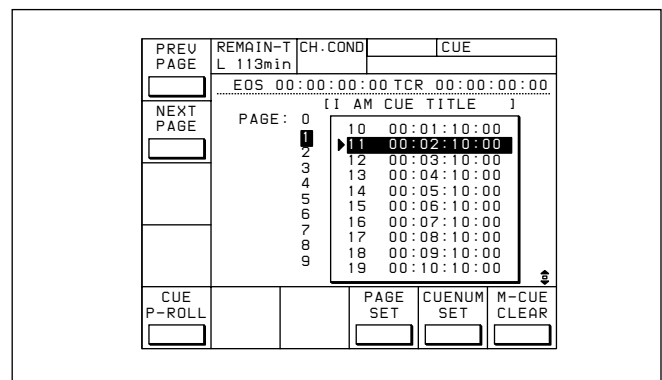 PREV PAGE
REMAIN-T CH.COND CUE
L 113min
EOS 00:00:00:00 TCR 00:00:00:00
[I AM CUE TITLE ]
NEXT PAGE
PAGE: 0
1
2
3
4
5
6
7
8
9
10 00:01:10:00
11 00:02:10:00
12 00:03:10:00
13 00:04:10:00
14 00:05:10:00
15 00:06:10:00
16 00:07:10:00
17 00:08:10:00
18 00:09:10:00
19 00:10:10:00
CUE P-ROLL
PAGE SET
CUENUM SET
M-CUE CLEAR